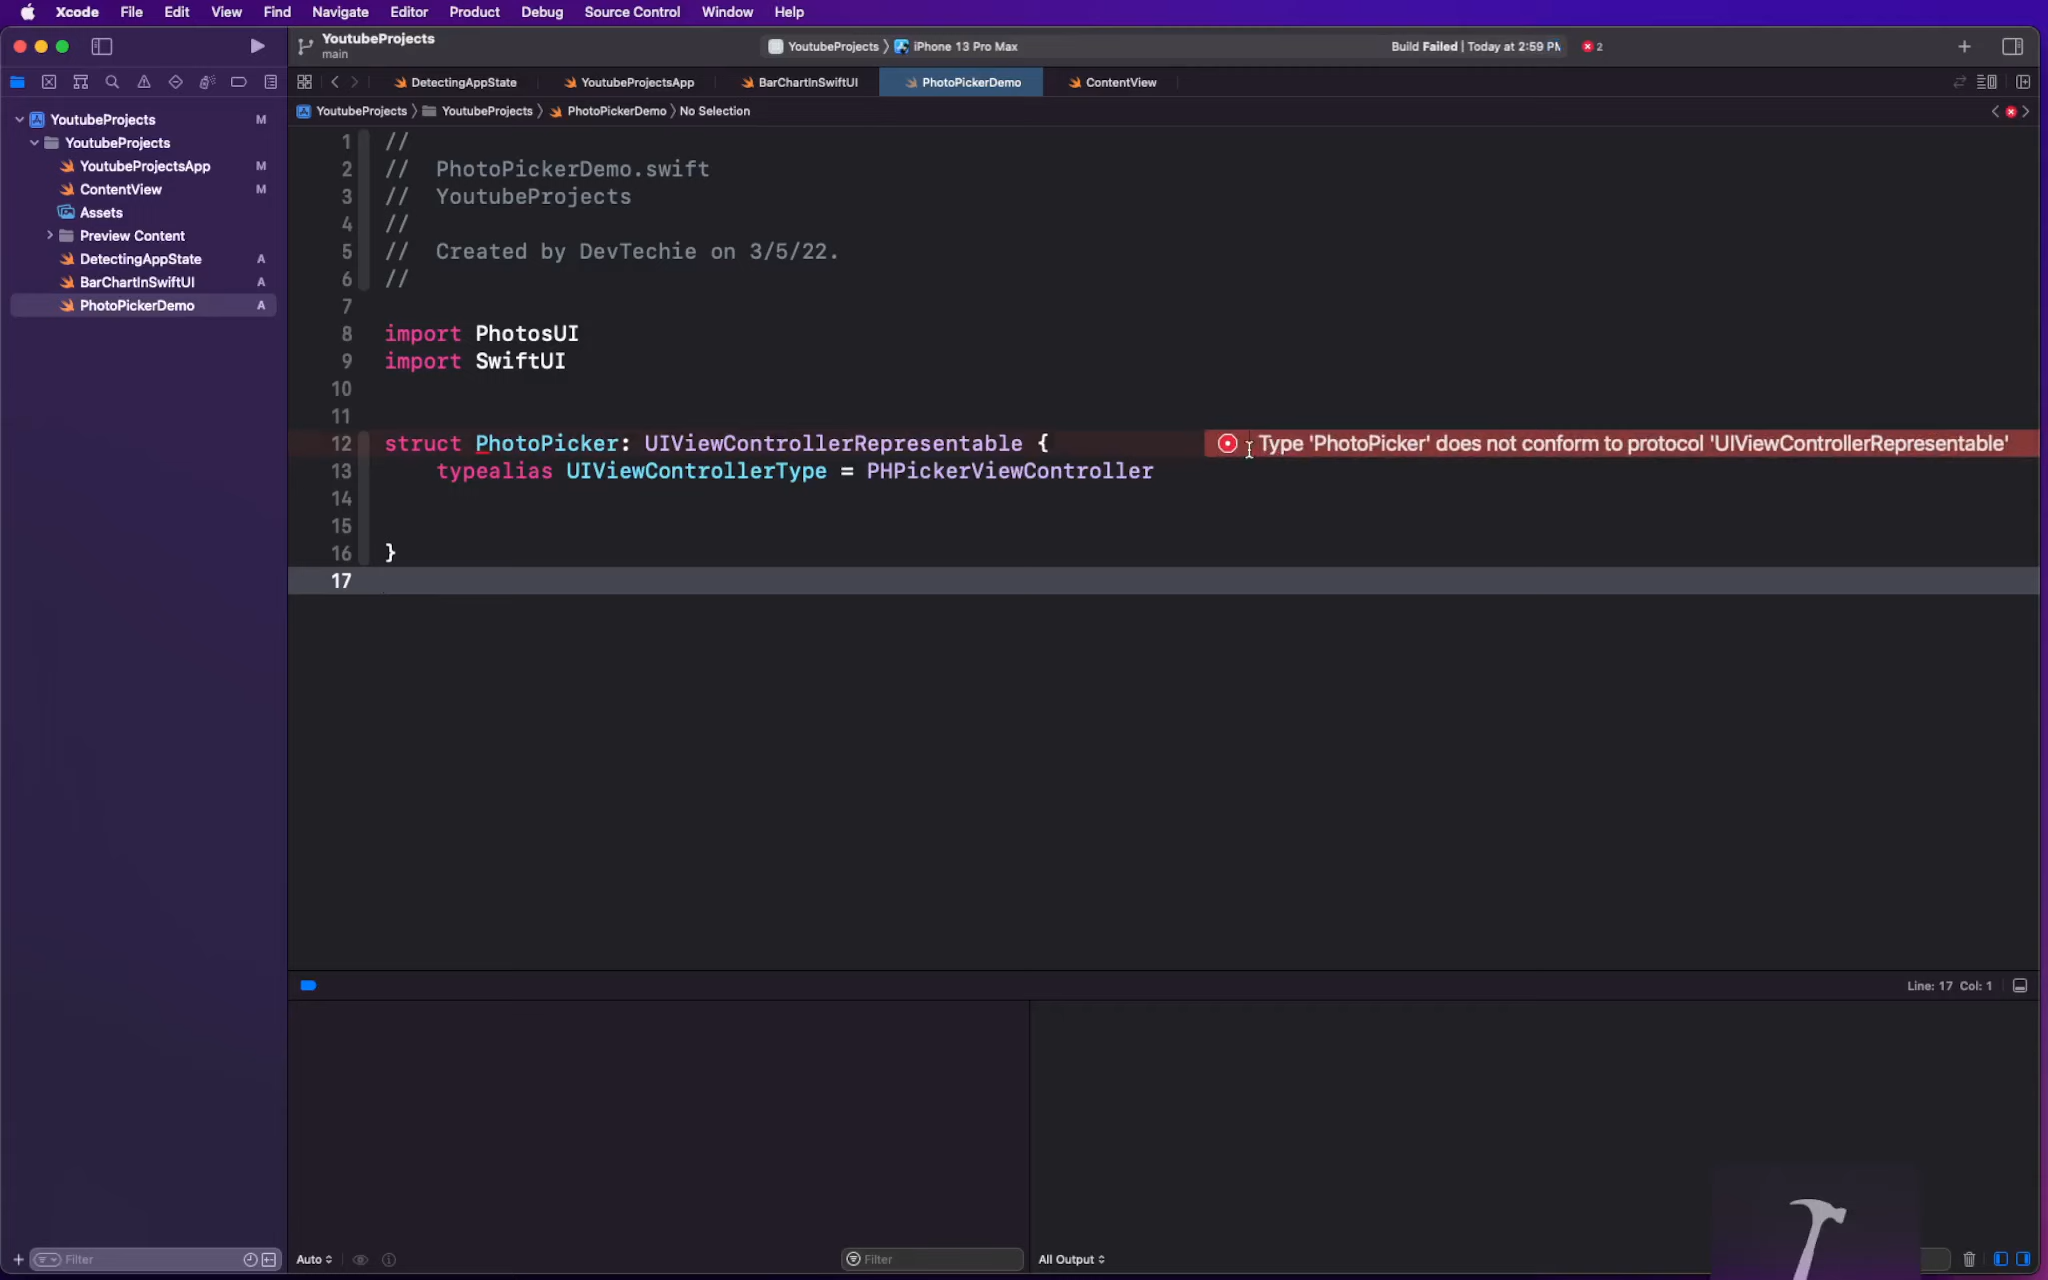 Xcode File Edit View Find Navigate Editor Product Debug Source Control Window Help
YoutubeProjects
main
YoutubeProjects 〉 iPhone 13 Pro Max
Build Failed | Today at 2:59 PM
2
DetectingAppState YoutubeProjectsApp BarChartInSwiftUI PhotoPickerDemo ContentView
YoutubeProjects 〉 YoutubeProjects 〉 PhotoPickerDemo 〉 No Selection
YoutubeProjects M
YoutubeProjects
YoutubeProjectsApp M
ContentView M
Assets
Preview Content
DetectingAppState A
BarChartInSwiftUI A
PhotoPickerDemo A
1 //
2 //  PhotoPickerDemo.swift
3 //  YoutubeProjects
4 //
5 //  Created by DevTechie on 3/5/22.
6 //
7
8 import PhotosUI
9 import SwiftUI
10
11
12 struct PhotoPicker: UIViewControllerRepresentable {
Type 'PhotoPicker' does not conform to protocol 'UIViewControllerRepresentable'
13     typealias UIViewControllerType = PHPickerViewController
14
15
16 }
17
Line: 17 Col: 1
Filter
Auto
Filter
All Output